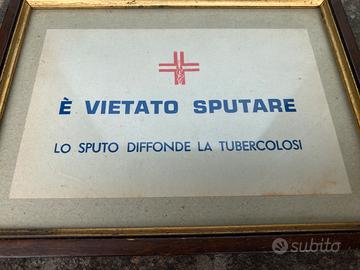 È VIETATO SPUTARE
LO SPUTO DIFFONDE LA TUBERCOLOSI
subito